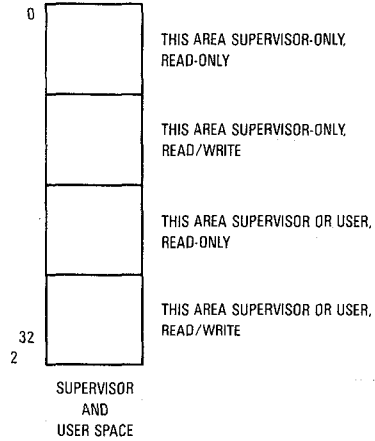 0
THIS AREA SUPERVISOR-ONLY,
READ-ONLY
THIS AREA SUPERVISOR-ONLY,
READ/WRITE
THIS AREA SUPERVISOR OR USER,
READ-ONLY
THIS AREA SUPERVISOR OR USER,
READ/WRITE
32
2
SUPERVISOR
AND
USER SPACE